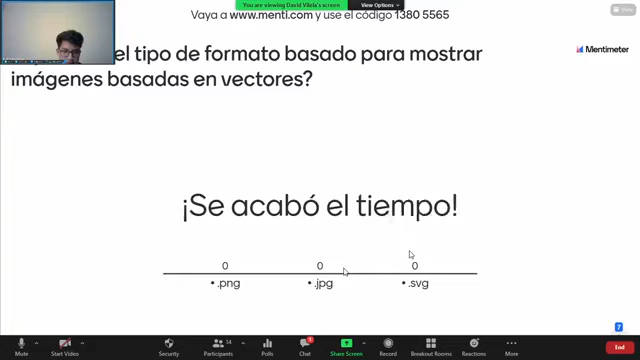 You are viewing David Vilela's screen
View Options
View
Vaya a www.menti.com y use el código 1380 5565
el tipo de formato basado para mostrar
Mentimeter
imágenes basadas en vectores?
¡Se acabó el tiempo!
0 0 0
• .png • .jpg • .svg
7
14
1
Mute Start Video Security Participants Polls Chat Share Screen Record Breakout Rooms Reactions More End